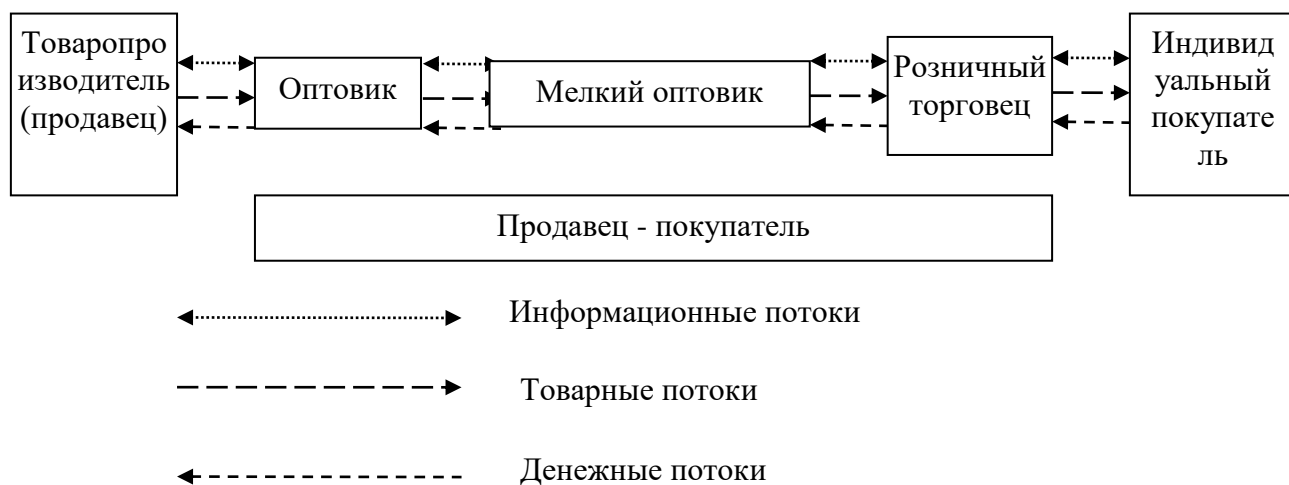 Товаропро
изводитель
(продавец)
Оптовик
Мелкий оптовик
Розничный
торговец
Индивид
уальный
покупате
ль
Продавец - покупатель
Информационные потоки
Товарные потоки
Денежные потоки